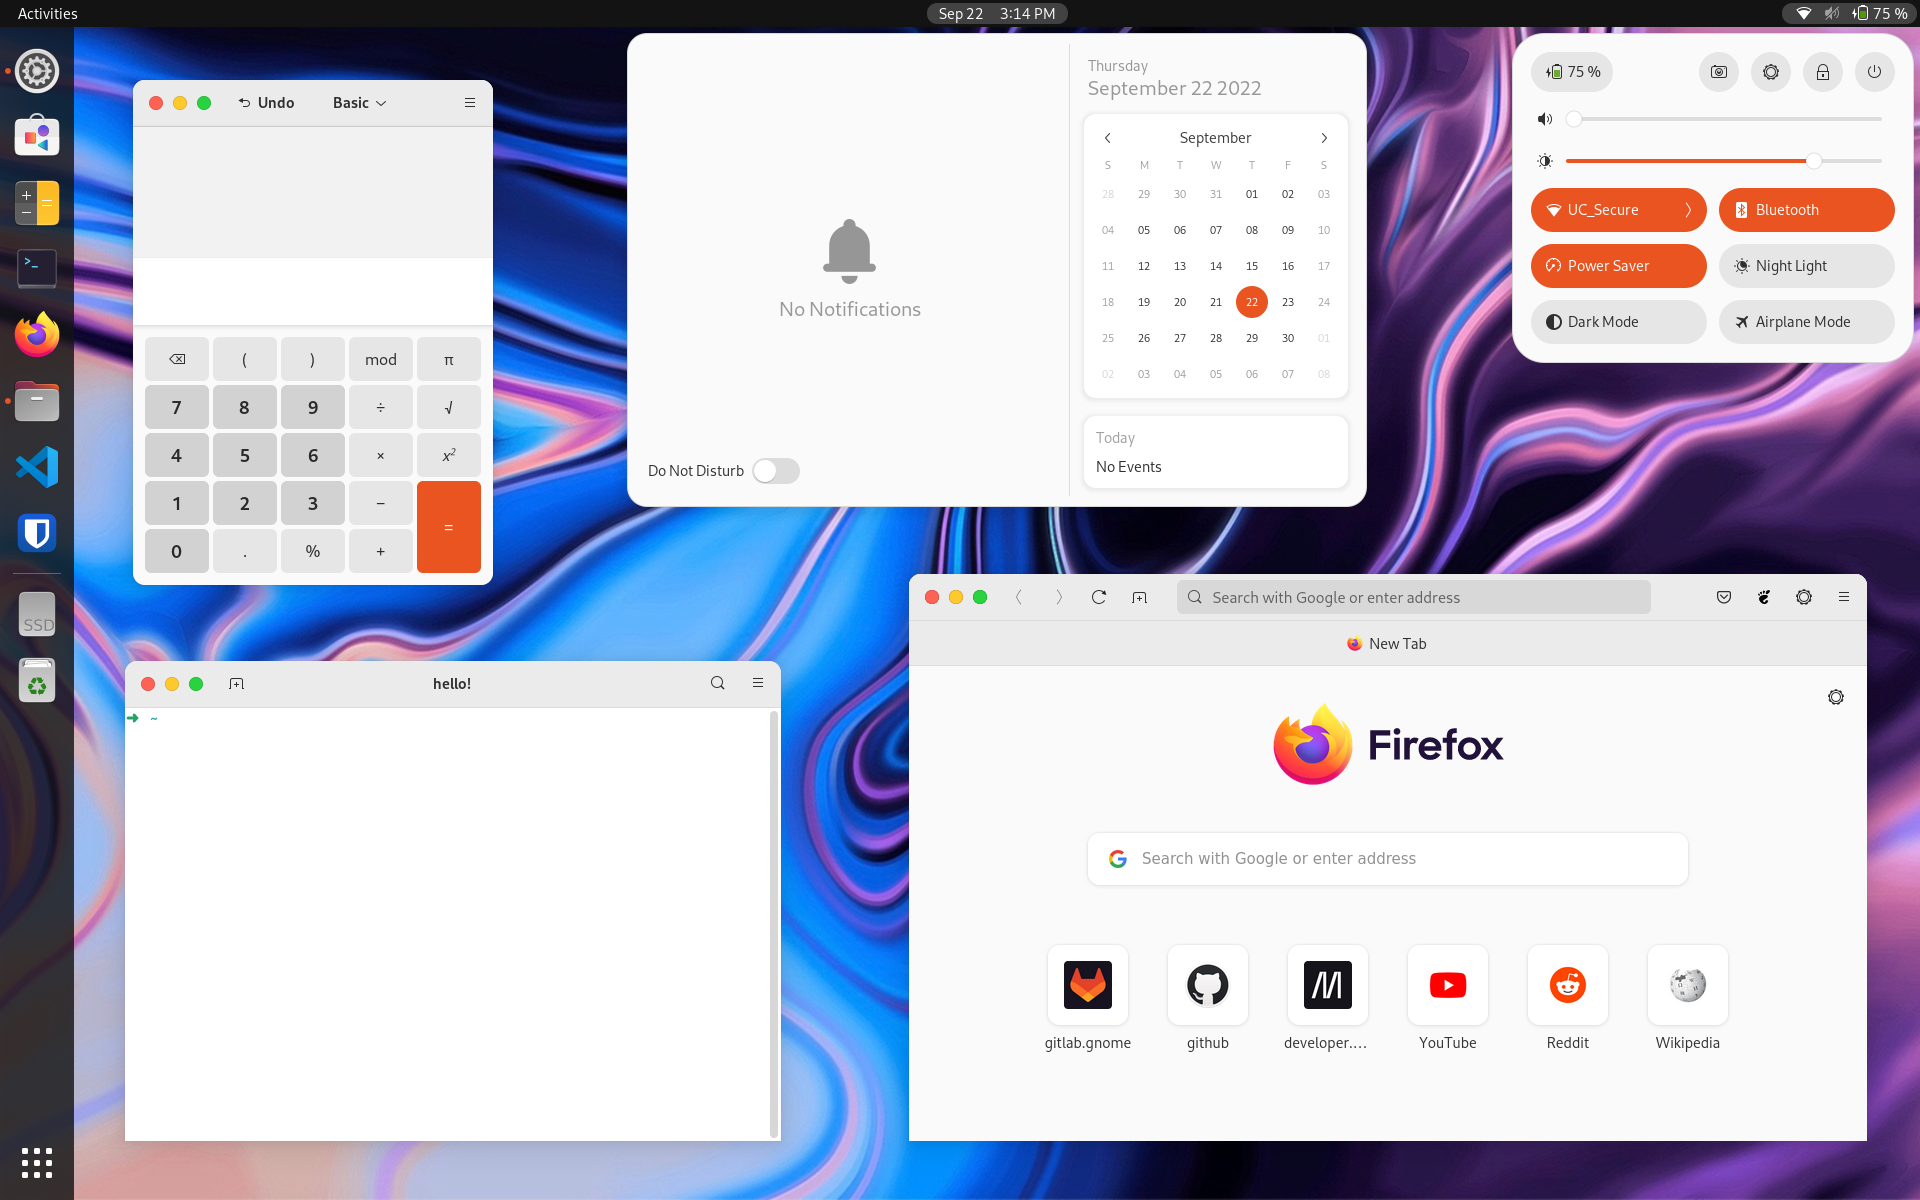 Activities
Sep 22 3:14 PM
75 %
Undo Basic
( ) mod π
7 8 9 ÷ √
4 5 6 × x²
1 2 3 − =
0 . % +
No Notifications
Do Not Disturb
Thursday
September 22 2022
September
S M T W T F S
28 29 30 31 01 02 03
04 05 06 07 08 09 10
11 12 13 14 15 16 17
18 19 20 21 22 23 24
25 26 27 28 29 30 01
02 03 04 05 06 07 08
Today
No Events
75 %
UC_Secure Bluetooth
Power Saver Night Light
Dark Mode Airplane Mode
SSD
hello!
➜ ~
Search with Google or enter address
New Tab
Firefox
Search with Google or enter address
gitlab.gnome github developer.... YouTube Reddit Wikipedia